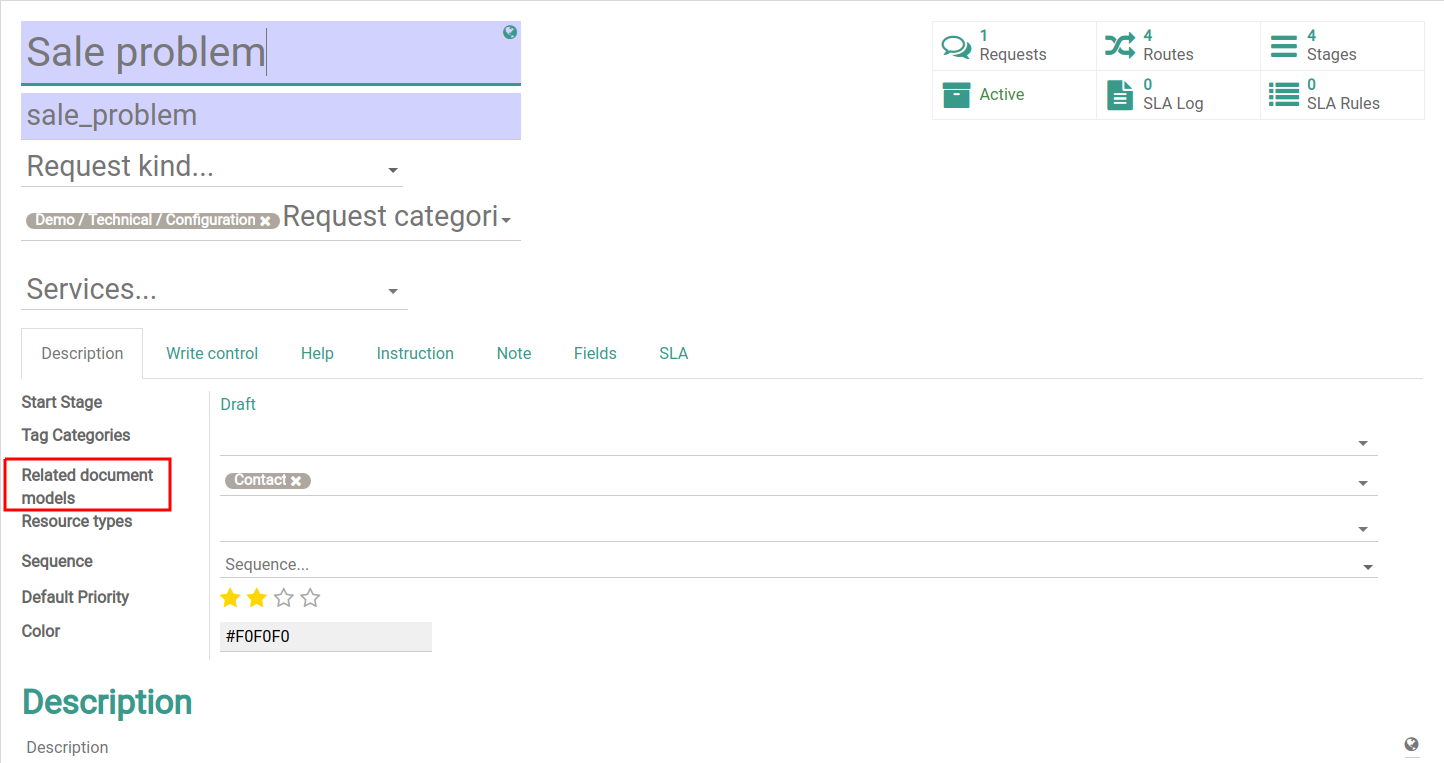 Sale problem
sale_problem
Request kind...
Demo / Technical / Configuration Request categori
Services...
1
Requests
4
Routes
4
Stages
Active
0
SLA Log
0
SLA Rules
Description Write control Help Instruction Note Fields SLA
Start Stage Draft
Tag Categories
Related document
models
Contact
Resource types
Sequence Sequence...
Default Priority
Color #F0F0F0
Description
Description